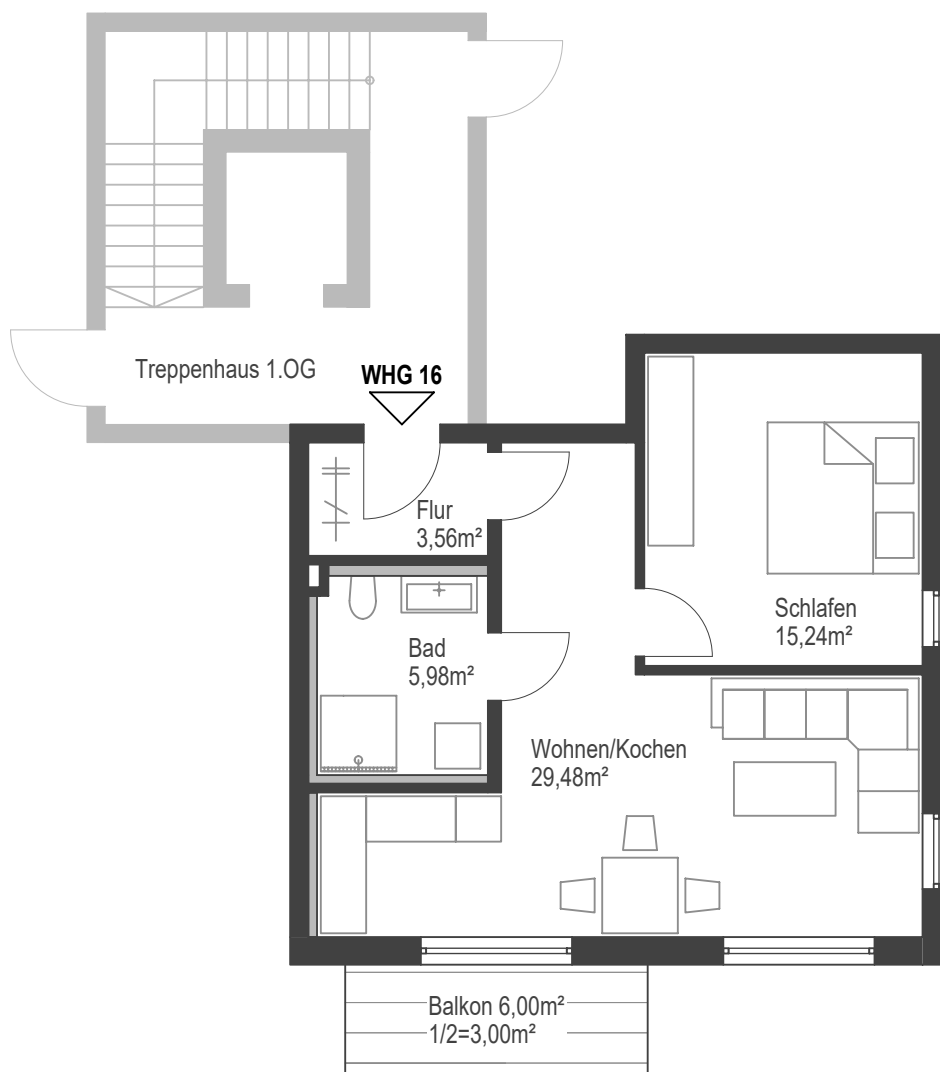 Treppenhaus 1.OG
WHG 16
Flur
3,56m²
Schlafen
15,24m²
Bad
5,98m²
Wohnen/Kochen
29,48m²
Balkon 6,00m²
1/2=3,00m²